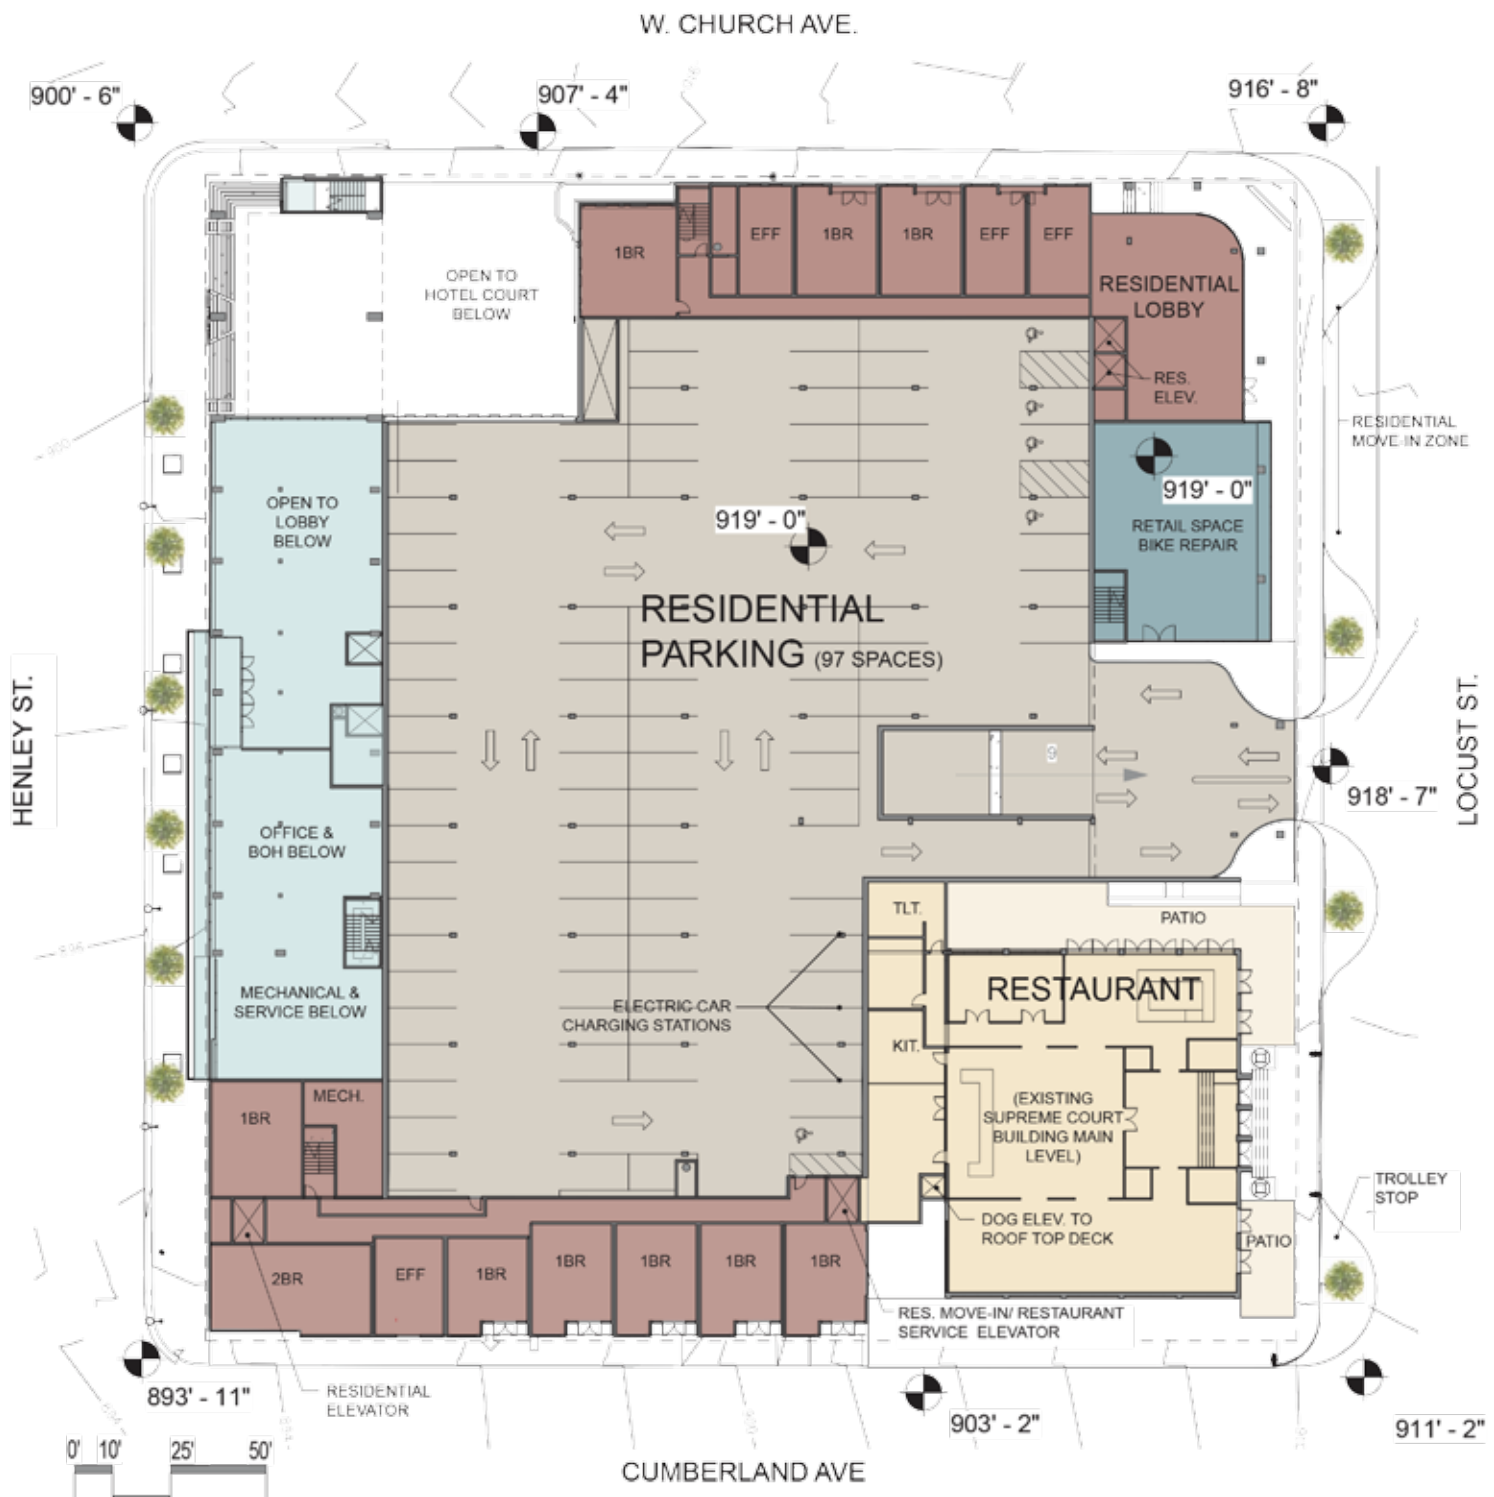 W. CHURCH AVE.
900' - 6"
907' - 4"
916' - 8"
1BR
EFF
1BR
1BR
EFF
EFF
OPEN TO
HOTEL COURT
BELOW
RESIDENTIAL
LOBBY
RES.
ELEV.
RESIDENTIAL
MOVE-IN ZONE
900
OPEN TO
LOBBY
BELOW
919' - 0"
919' - 0"
RETAIL SPACE
BIKE REPAIR
RESIDENTIAL
PARKING (97 SPACES)
HENLEY ST.
LOCUST ST.
918' - 7"
OFFICE &
BOH BELOW
896
TLT.
PATIO
MECHANICAL &
SERVICE BELOW
RESTAURANT
ELECTRIC CAR
CHARGING STATIONS
KIT.
1BR
MECH.
(EXISTING
SUPREME COURT
BUILDING MAIN
LEVEL)
TROLLEY
STOP
DOG ELEV. TO
ROOF TOP DECK
PATIO
2BR
EFF
1BR
1BR
1BR
1BR
1BR
RES. MOVE-IN/ RESTAURANT
SERVICE ELEVATOR
893' - 11"
RESIDENTIAL
ELEVATOR
903' - 2"
911' - 2"
0' 10' 25' 50'
CUMBERLAND AVE